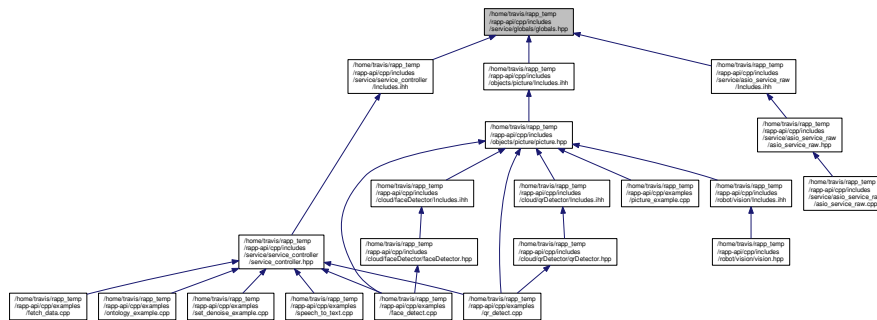 /home/travis/rapp_temp
/rapp-api/cpp/includes
/service/globals/globals.hpp
/home/travis/rapp_temp
/rapp-api/cpp/includes
/service/service_controller
/Includes.ihh
/home/travis/rapp_temp
/rapp-api/cpp/includes
/objects/picture/Includes.ihh
/home/travis/rapp_temp
/rapp-api/cpp/includes
/service/asio_service_raw
/Includes.ihh
/home/travis/rapp_temp
/rapp-api/cpp/includes
/objects/picture/picture.hpp
/home/travis/rapp_temp
/rapp-api/cpp/includes
/service/asio_service_raw
/asio_service_raw.hpp
/home/travis/rapp_temp
/rapp-api/cpp/includes
/cloud/faceDetector/Includes.ihh
/home/travis/rapp_temp
/rapp-api/cpp/includes
/cloud/qrDetector/Includes.ihh
/home/travis/rapp_temp
/rapp-api/cpp/examples
/picture_example.cpp
/home/travis/rapp_temp
/rapp-api/cpp/includes
/robot/vision/Includes.ihh
/home/travis/rapp_temp
/rapp-api/cpp/includes
/service/asio_service_raw
/asio_service_raw.cpp
/home/travis/rapp_temp
/rapp-api/cpp/includes
/service/service_controller
/service_controller.hpp
/home/travis/rapp_temp
/rapp-api/cpp/includes
/cloud/faceDetector/faceDetector.hpp
/home/travis/rapp_temp
/rapp-api/cpp/includes
/cloud/qrDetector/qrDetector.hpp
/home/travis/rapp_temp
/rapp-api/cpp/includes
/robot/vision/vision.hpp
/home/travis/rapp_temp
/rapp-api/cpp/examples
/fetch_data.cpp
/home/travis/rapp_temp
/rapp-api/cpp/examples
/ontology_example.cpp
/home/travis/rapp_temp
/rapp-api/cpp/examples
/set_denoise_example.cpp
/home/travis/rapp_temp
/rapp-api/cpp/examples
/speech_to_text.cpp
/home/travis/rapp_temp
/rapp-api/cpp/examples
/face_detect.cpp
/home/travis/rapp_temp
/rapp-api/cpp/examples
/qr_detect.cpp